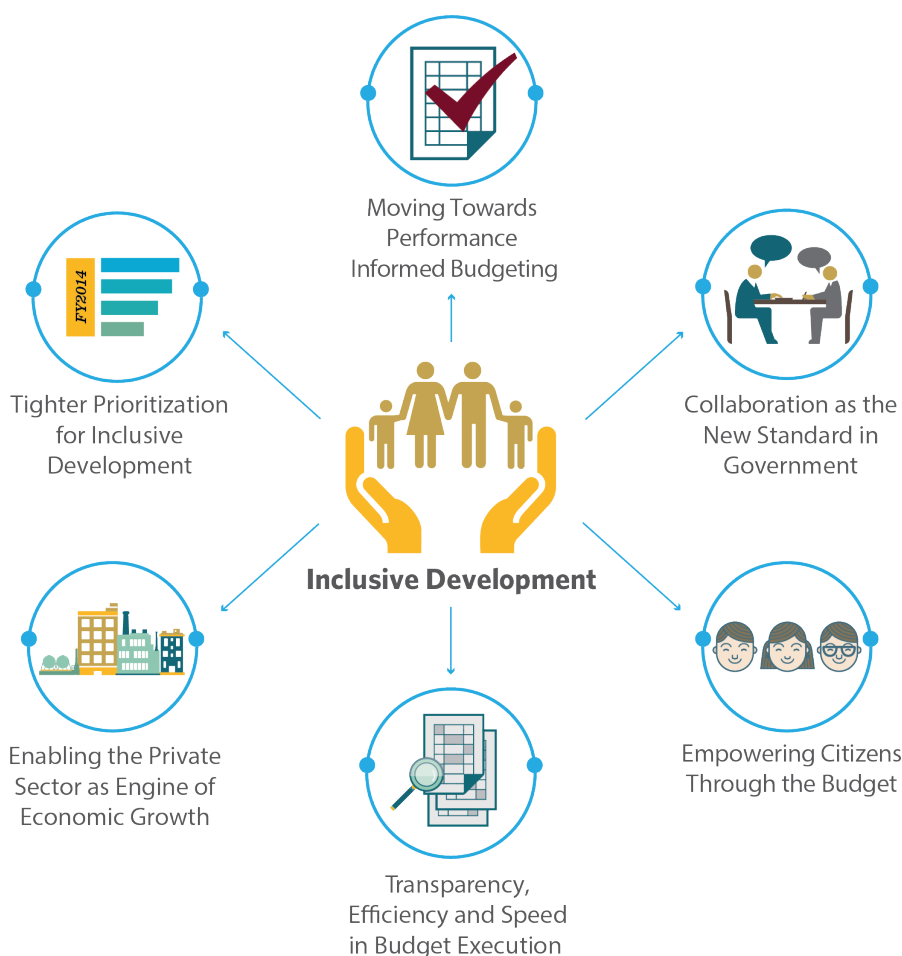 Moving Towards
Performance
Informed Budgeting
FY2014
Tighter Prioritization
for Inclusive
Development
Collaboration as the
New Standard in
Government
Inclusive Development
Enabling the Private
Sector as Engine of
Economic Growth
Empowering Citizens
Through the Budget
Transparency,
Efficiency and Speed
in Budget Execution